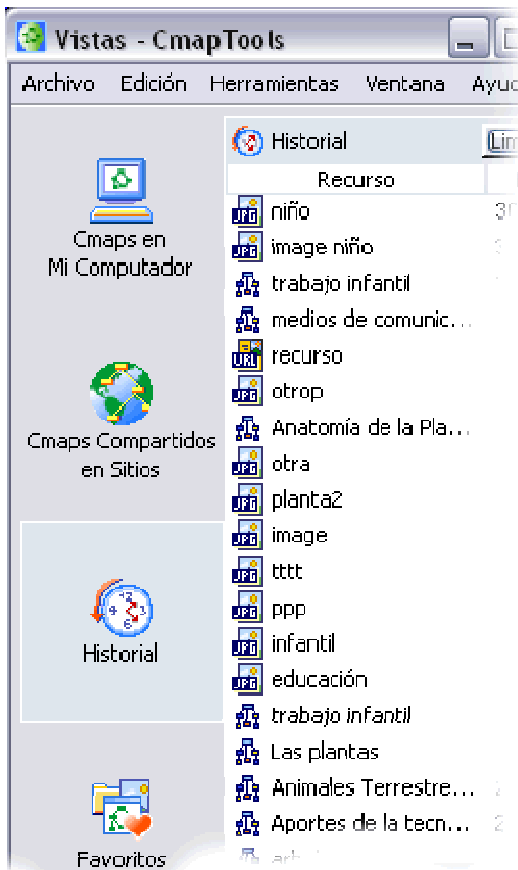 Vistas - CmapTools
Archivo Edición Herramientas Ventana
Cmaps en
Mi Computador
Cmaps Compartidos
en Sitios
Historial
Favoritos
Historial
Recurso
niño
image niño
trabajo infantil
medios de comunic...
recurso
otrop
Anatomía de la Pla...
otra
planta2
image
tttt
ppp
infantil
educación
trabajo infantil
Las plantas
Animales Terrestre...
Aportes de la tecn...